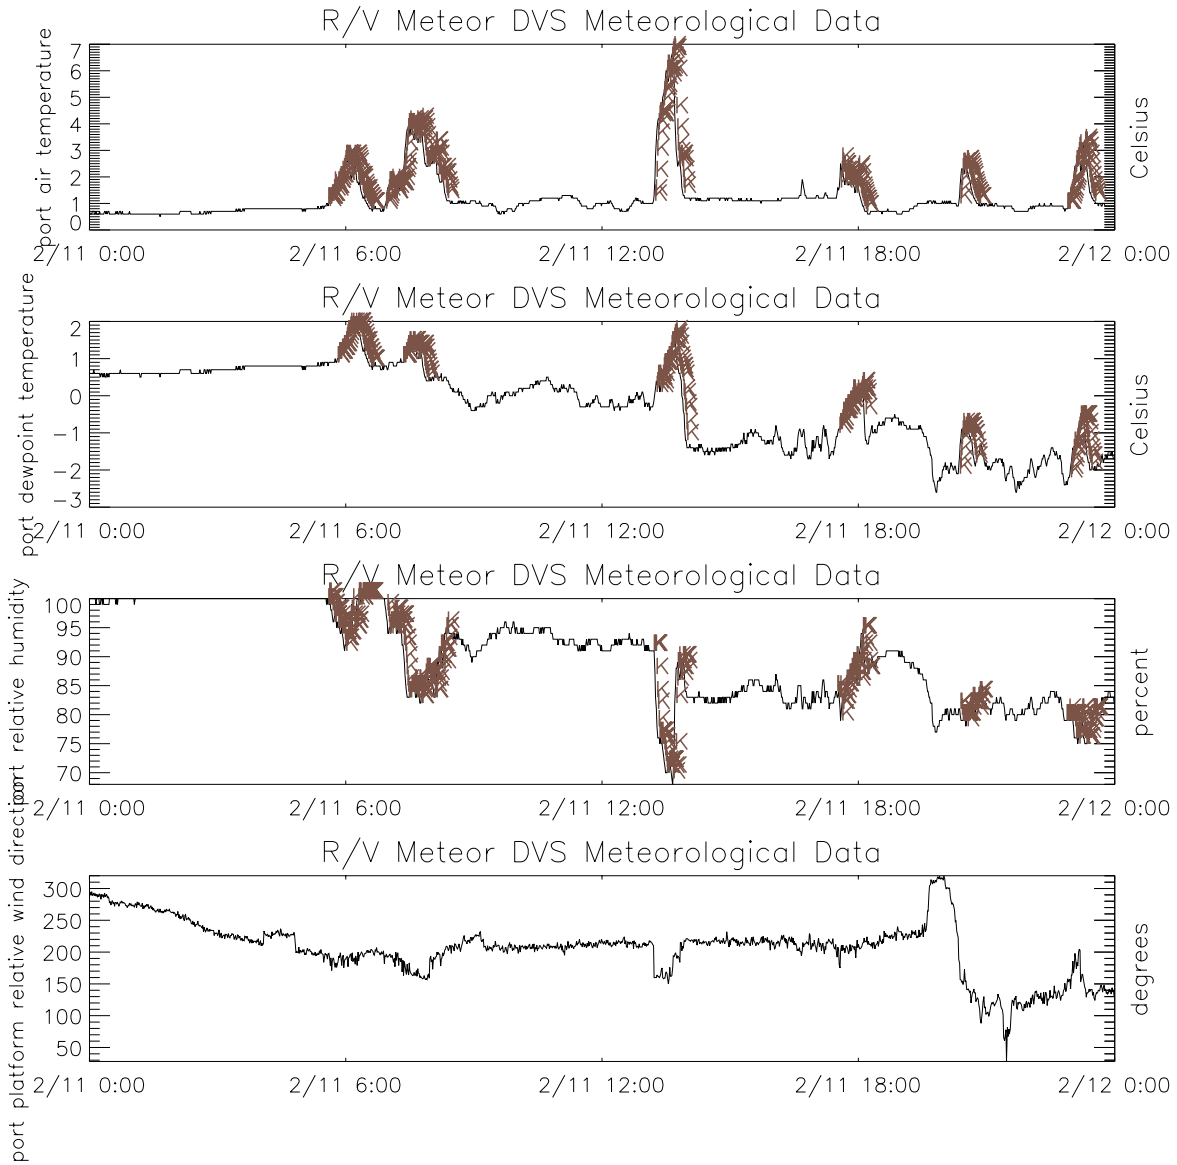 R/V Meteor DVS Meteorological Data
port air temperature
7
6
5
4
3
2
1
0
Celsius
2/11 0:00 2/11 6:00 2/11 12:00 2/11 18:00 2/12 0:00
R/V Meteor DVS Meteorological Data
port dewpoint temperature
2
1
0
-1
-2
-3
Celsius
2/11 0:00 2/11 6:00 2/11 12:00 2/11 18:00 2/12 0:00
R/V Meteor DVS Meteorological Data
port relative humidity
100
95
90
85
80
75
70
percent
2/11 0:00 2/11 6:00 2/11 12:00 2/11 18:00 2/12 0:00
R/V Meteor DVS Meteorological Data
port platform relative wind direction
300
250
200
150
100
50
degrees
2/11 0:00 2/11 6:00 2/11 12:00 2/11 18:00 2/12 0:00